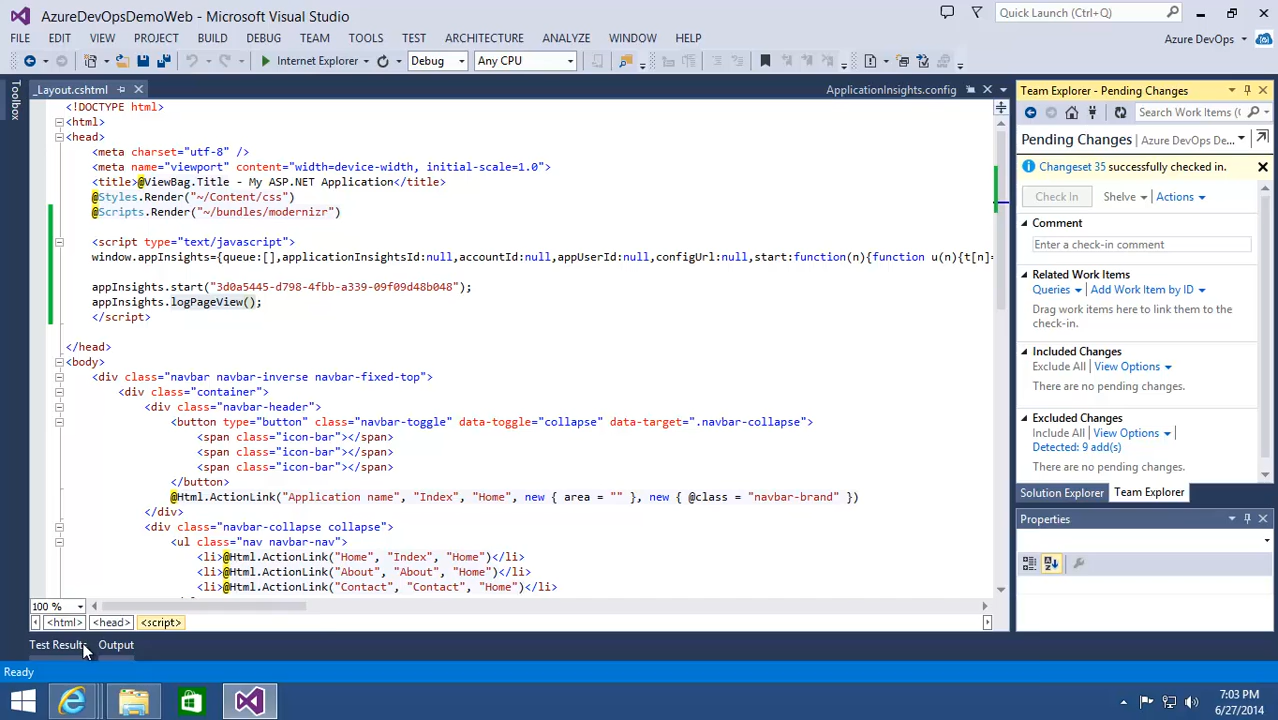 AzureDevOpsDemoWeb - Microsoft Visual Studio
Quick Launch (Ctrl+Q)
FILE EDIT VIEW PROJECT BUILD DEBUG TEAM TOOLS TEST ARCHITECTURE ANALYZE WINDOW HELP
Azure DevOps
Internet Explorer Debug Any CPU
Toolbox
_Layout.cshtml
ApplicationInsights.config
<!DOCTYPE html>
<html>
<head>
<meta charset="utf-8" />
<meta name="viewport" content="width=device-width, initial-scale=1.0">
<title>@ViewBag.Title - My ASP.NET Application</title>
@Styles.Render("~/Content/css")
@Scripts.Render("~/bundles/modernizr")
<script type="text/javascript">
window.appInsights={queue:[],applicationInsightsId:null,accountId:null,appUserId:null,configUrl:null,start:function(n){function u(n){t[n]=
appInsights.start("3d0a5445-d798-4fbb-a339-09f09d48b048");
appInsights.logPageView();
</script>
</head>
<body>
<div class="navbar navbar-inverse navbar-fixed-top">
<div class="container">
<div class="navbar-header">
<button type="button" class="navbar-toggle" data-toggle="collapse" data-target=".navbar-collapse">
<span class="icon-bar"></span>
<span class="icon-bar"></span>
<span class="icon-bar"></span>
</button>
@Html.ActionLink("Application name", "Index", "Home", new { area = "" }, new { @class = "navbar-brand" })
</div>
<div class="navbar-collapse collapse">
<ul class="nav navbar-nav">
<li>@Html.ActionLink("Home", "Index", "Home")</li>
<li>@Html.ActionLink("About", "About", "Home")</li>
<li>@Html.ActionLink("Contact", "Contact", "Home")</li>
100 %
<html> <head> <script>
Test Results Output
Ready
Team Explorer - Pending Changes
Search Work Items (
Pending Changes | Azure DevOps De...
Changeset 35 successfully checked in.
Check In Shelve Actions
Comment
Enter a check-in comment
Related Work Items
Queries | Add Work Item by ID
Drag work items here to link them to the
check-in.
Included Changes
Exclude All | View Options
There are no pending changes.
Excluded Changes
Include All | View Options |
Detected: 9 add(s)
There are no pending changes.
Solution Explorer Team Explorer
Properties
7:03 PM
6/27/2014